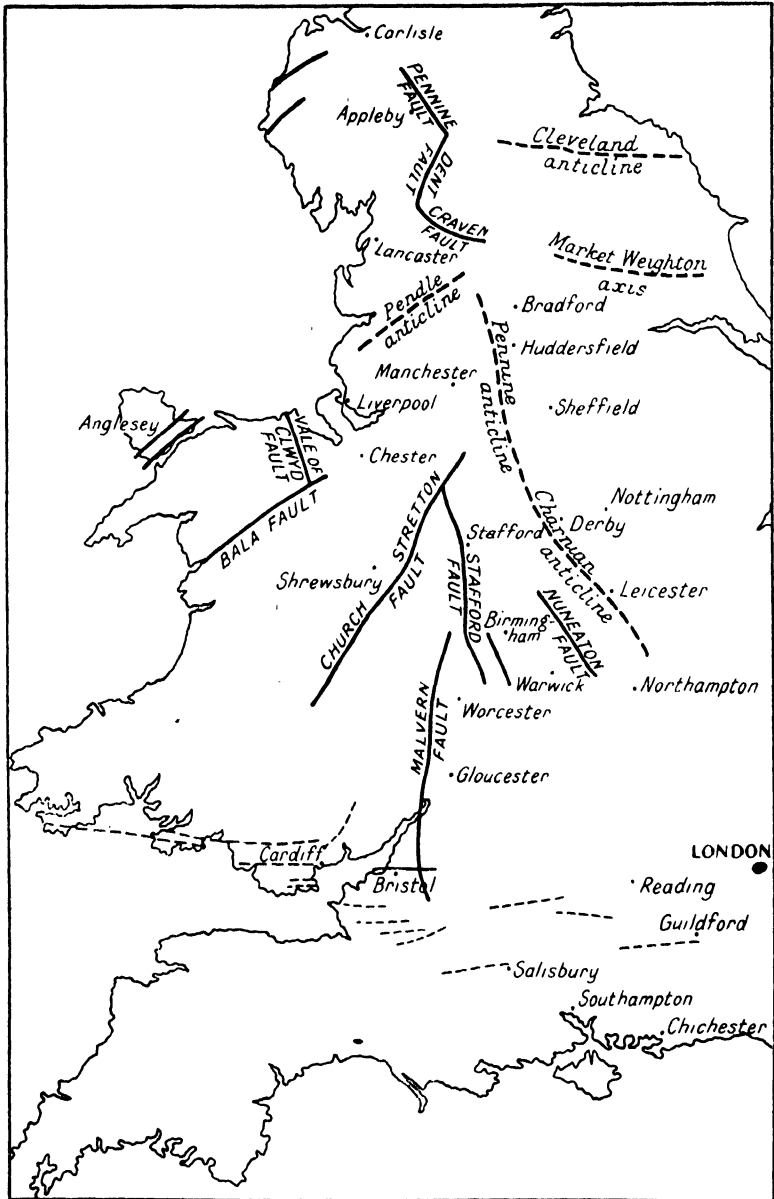 Carlisle
PENNINE
FAULT
Appleby
DENT
FAULT
Cleveland
anticline
CRAVEN
FAULT
Lancaster
Market Weighton
axis
Pendle
anticline
Bradford
Pennine
anticline
Huddersfield
Manchester
Liverpool
Sheffield
Anglesey
VALE OF
CLWYD
FAULT
Chester
BALA FAULT
CHURCH STRETTON
FAULT
Nottingham
Charnian
anticline
Derby
Stafford
STAFFORD
FAULT
Shrewsbury
Leicester
Birming-
ham
NUNEATON
FAULT
Warwick
Northampton
Worcester
MALVERN
FAULT
Gloucester
Cardiff
LONDON
Bristol
Reading
Guildford
Salisbury
Southampton
Chichester